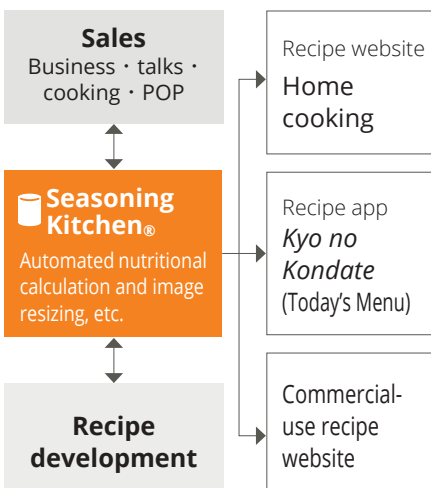 Sales
Business・talks・
cooking・POP
Seasoning
Kitchen®
Automated nutritional
calculation and image
resizing, etc.
Recipe
development
Recipe website
Home
cooking
Recipe app
Kyo no
Kondate
(Today's Menu)
Commercial-
use recipe
website